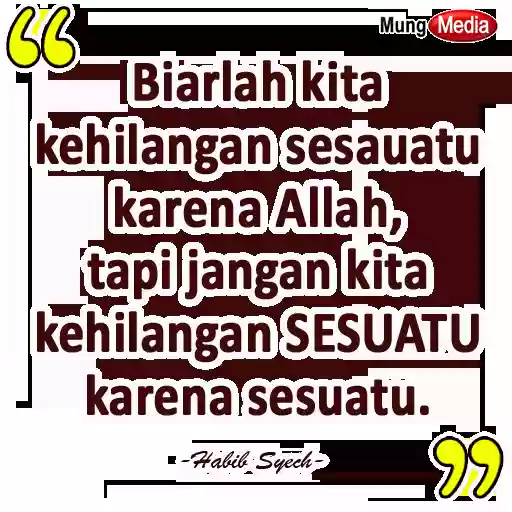 Mung Media
Biarlah kita
kehilangan sesauatu
karena Allah,
tapi jangan kita
kehilangan SESUATU
karena sesuatu.
-Habib Syech-